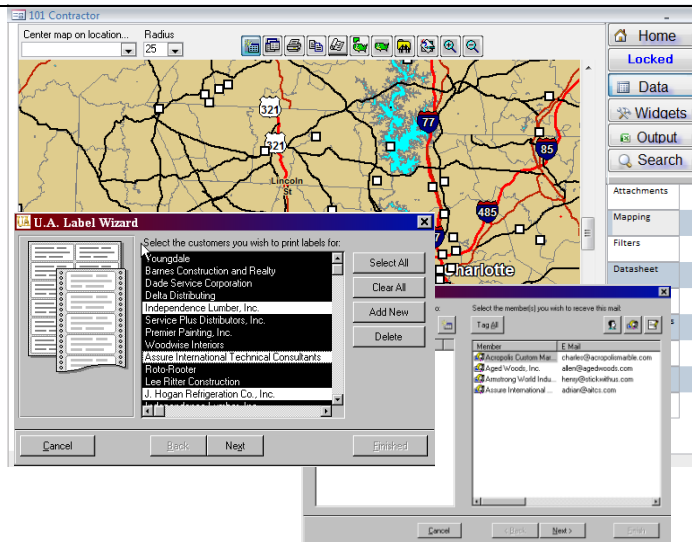 101 Contractor
Center map on location...
Radius
25
Home
Locked
Data
Widgets
Output
Search
321
321
77
85
485
Lincoln
St
Charlotte
Attachments
Mapping
Filters
Datasheet
U.A. Label Wizard
Select the customers you wish to print labels for:
Youngdale
Barnes Construction and Realty
Dade Service Corporation
Delta Distributing
Independence Lumber, Inc.
Service Plus Distributors, Inc.
Premier Painting, Inc.
Woodwise Interiors
Assure International Technical Consultants
Roto-Rooter
Lee Ritter Construction
J. Hogan Refrigeration Co., Inc.
Select All
Clear All
Add New
Delete
Cancel
Back
Next
Finished
Select the member(s) you wish to receve this mail:
Tag All
Member E Mail
Acropolis Custom Mar... charles@acropolismarble.com
Aged Woods, Inc. allen@agedwoods.com
Armstrong World Indu... henry@stickwithus.com
Assure International ... adrian@aitcs.com
Cancel
< Back
Next >